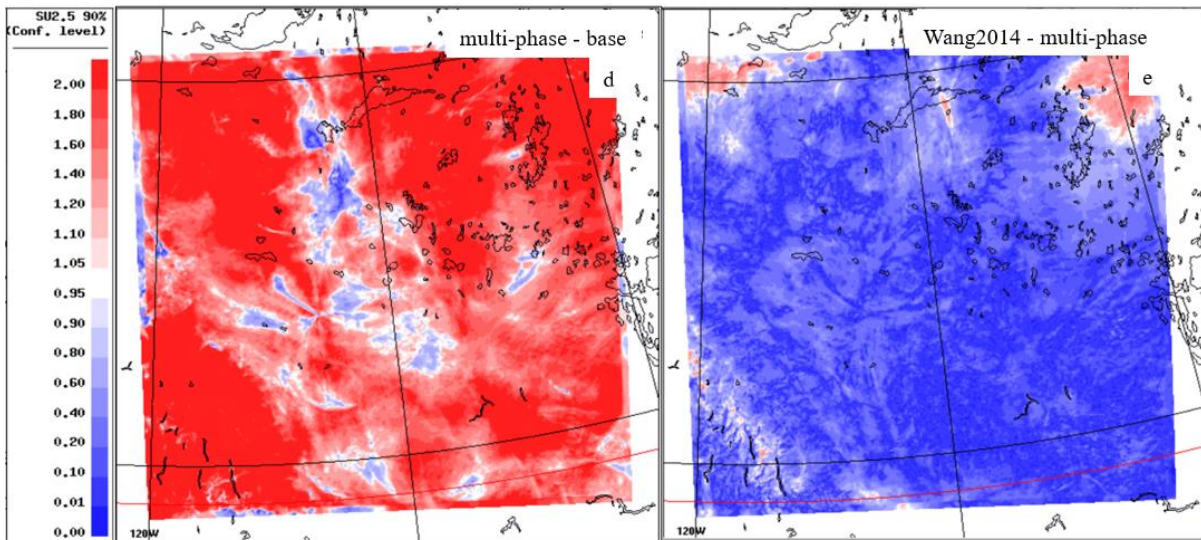 SU2.5 90%
(Conf. level)
2.00
1.80
1.60
1.40
1.20
1.10
1.05
0.95
0.90
0.80
0.60
0.40
0.20
0.10
0.01
0.00
multi-phase - base
d
120W
Wang2014 - multi-phase
e
120W